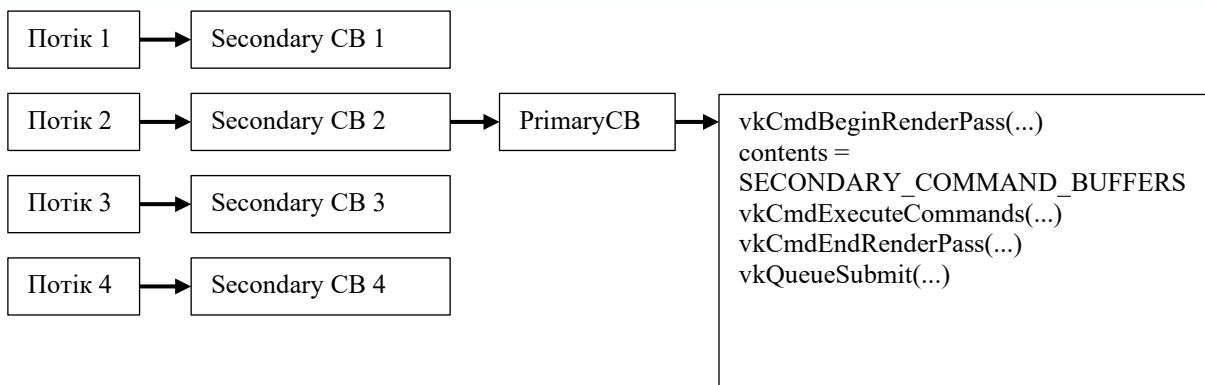 Потік 1
Secondary CB 1
Потік 2
Secondary CB 2
PrimaryCB
vkCmdBeginRenderPass(...)
contents =
SECONDARY_COMMAND_BUFFERS
vkCmdExecuteCommands(...)
vkCmdEndRenderPass(...)
vkQueueSubmit(...)
Потік 3
Secondary CB 3
Потік 4
Secondary CB 4